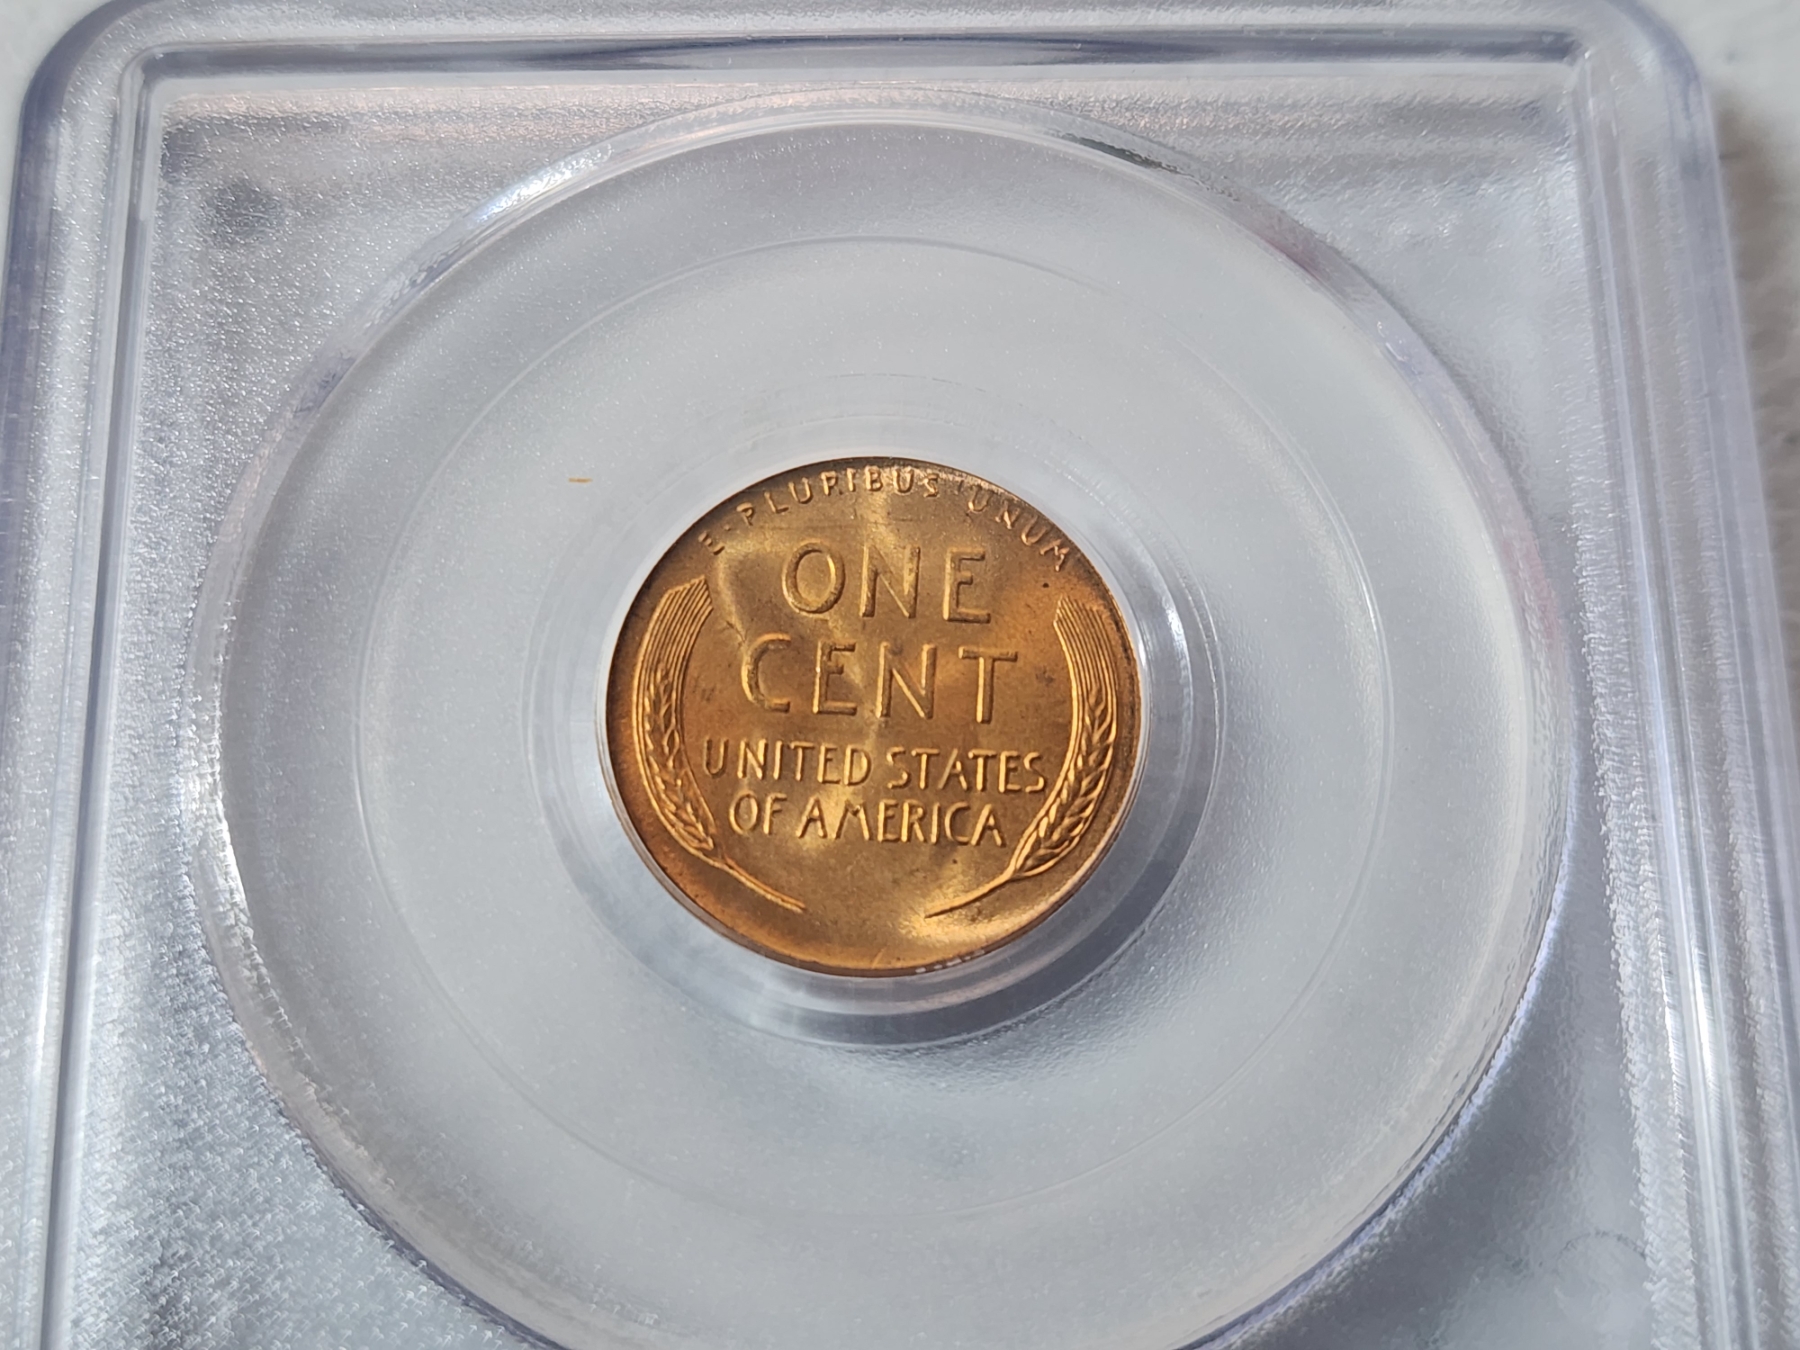 E·PLURIBUS·UNUM
ONE
CENT
UNITED STATES
OF AMERICA